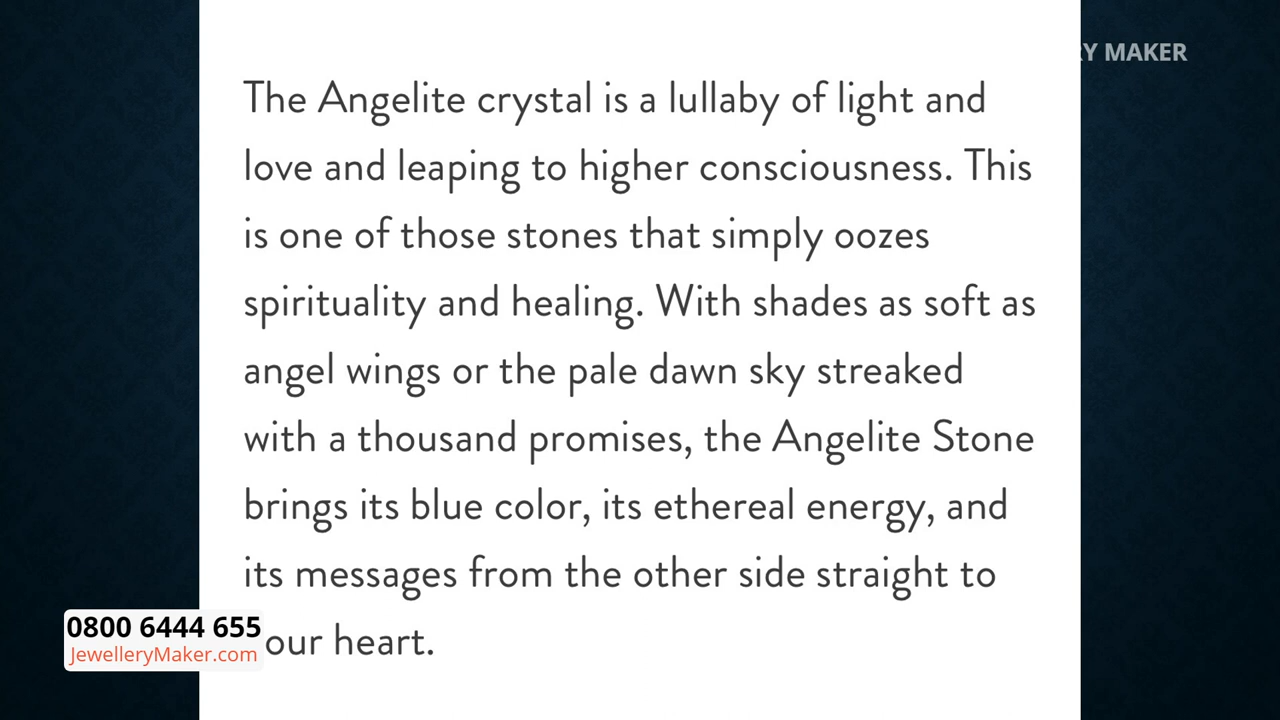 RY MAKER
The Angelite crystal is a lullaby of light and
love and leaping to higher consciousness. This
is one of those stones that simply oozes
spirituality and healing. With shades as soft as
angel wings or the pale dawn sky streaked
with a thousand promises, the Angelite Stone
brings its blue color, its ethereal energy, and
its messages from the other side straight to
our heart.
0800 6444 655
JewelleryMaker.com